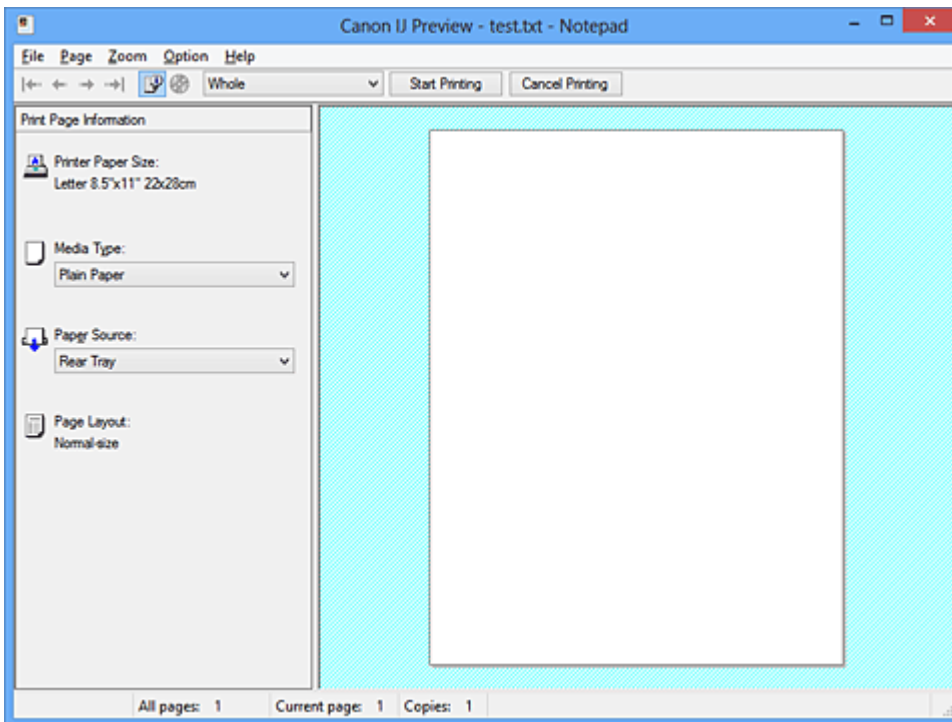 Canon IJ Preview - test.txt - Notepad
File Page Zoom Option Help
Whole Start Printing Cancel Printing
Print Page Information
Printer Paper Size:
Letter 8.5"x11" 22x28cm
Media Type:
Plain Paper
Paper Source:
Rear Tray
Page Layout:
Normal-size
All pages: 1 Current page: 1 Copies: 1